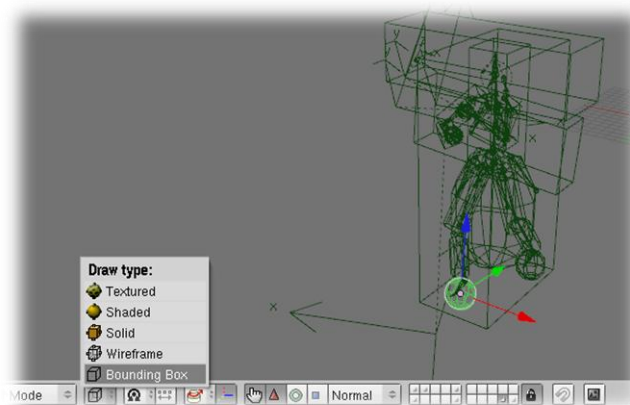 Draw type:
Textured
Shaded
Solid
Wireframe
Bounding Box
x
x
Mode
Normal